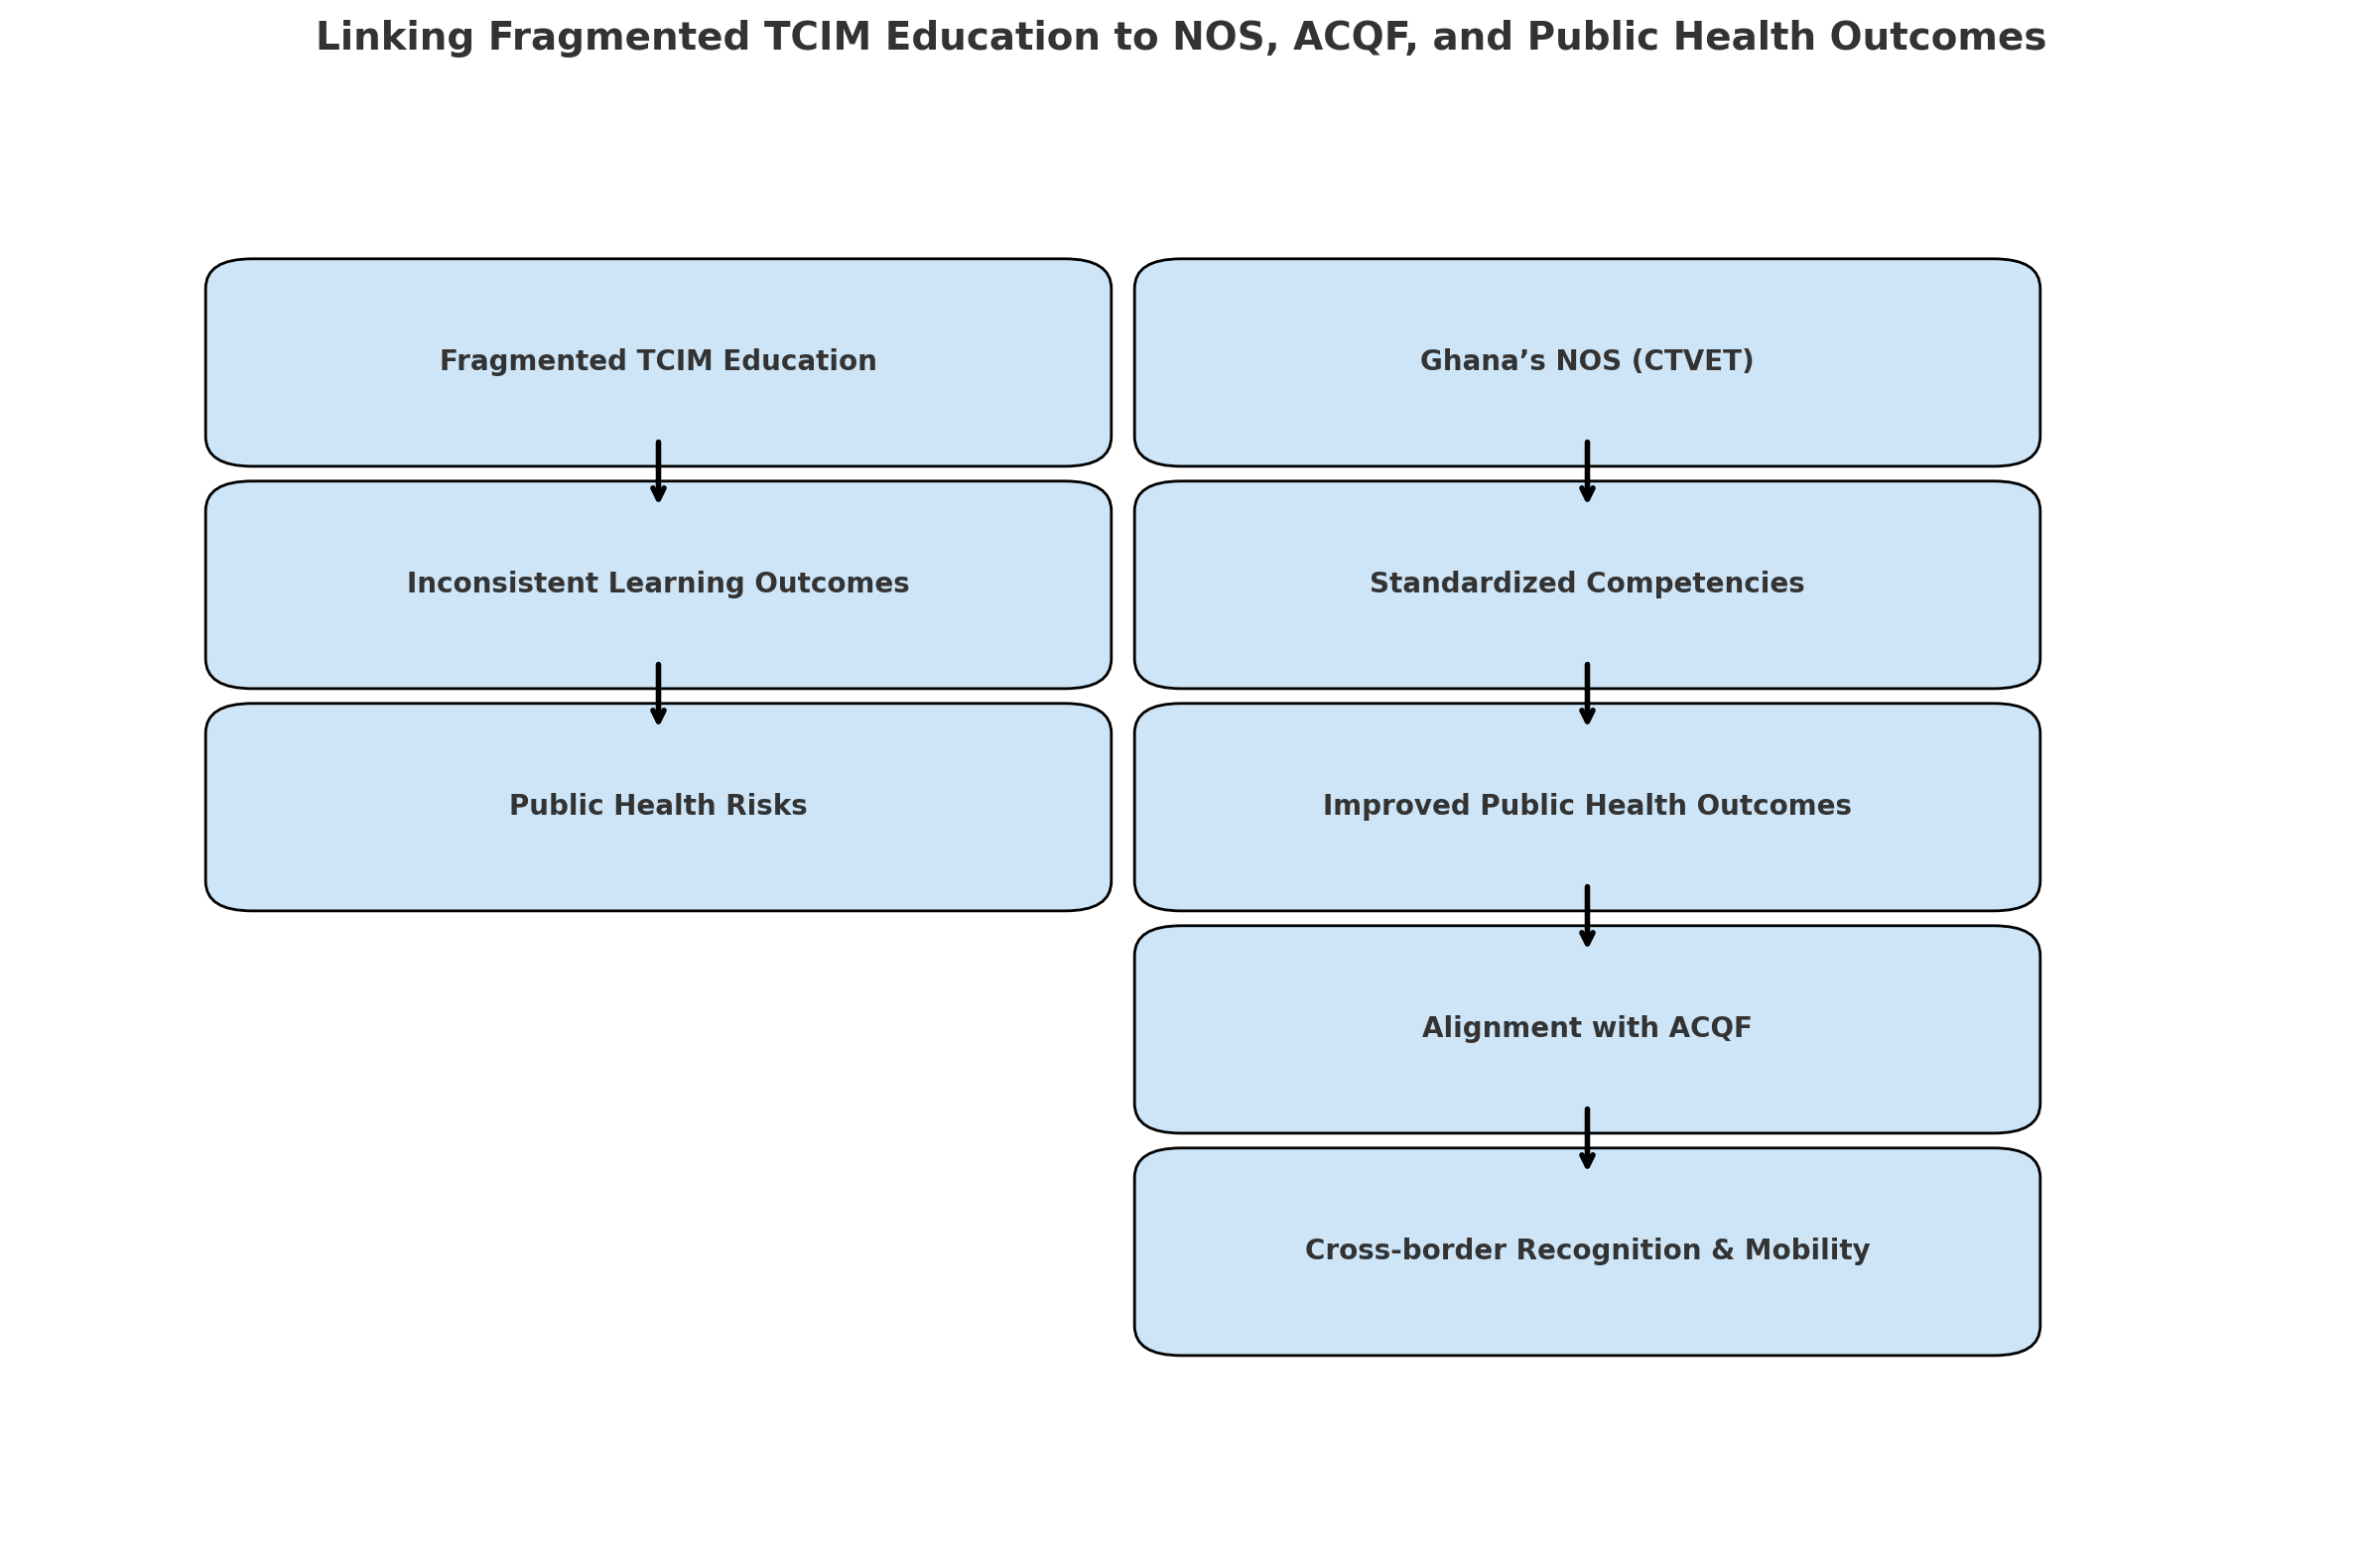 Linking Fragmented TCIM Education to NOS, ACQF, and Public Health Outcomes
Fragmented TCIM Education
Inconsistent Learning Outcomes
Public Health Risks
Ghana’s NOS (CTVET)
Standardized Competencies
Improved Public Health Outcomes
Alignment with ACQF
Cross-border Recognition & Mobility